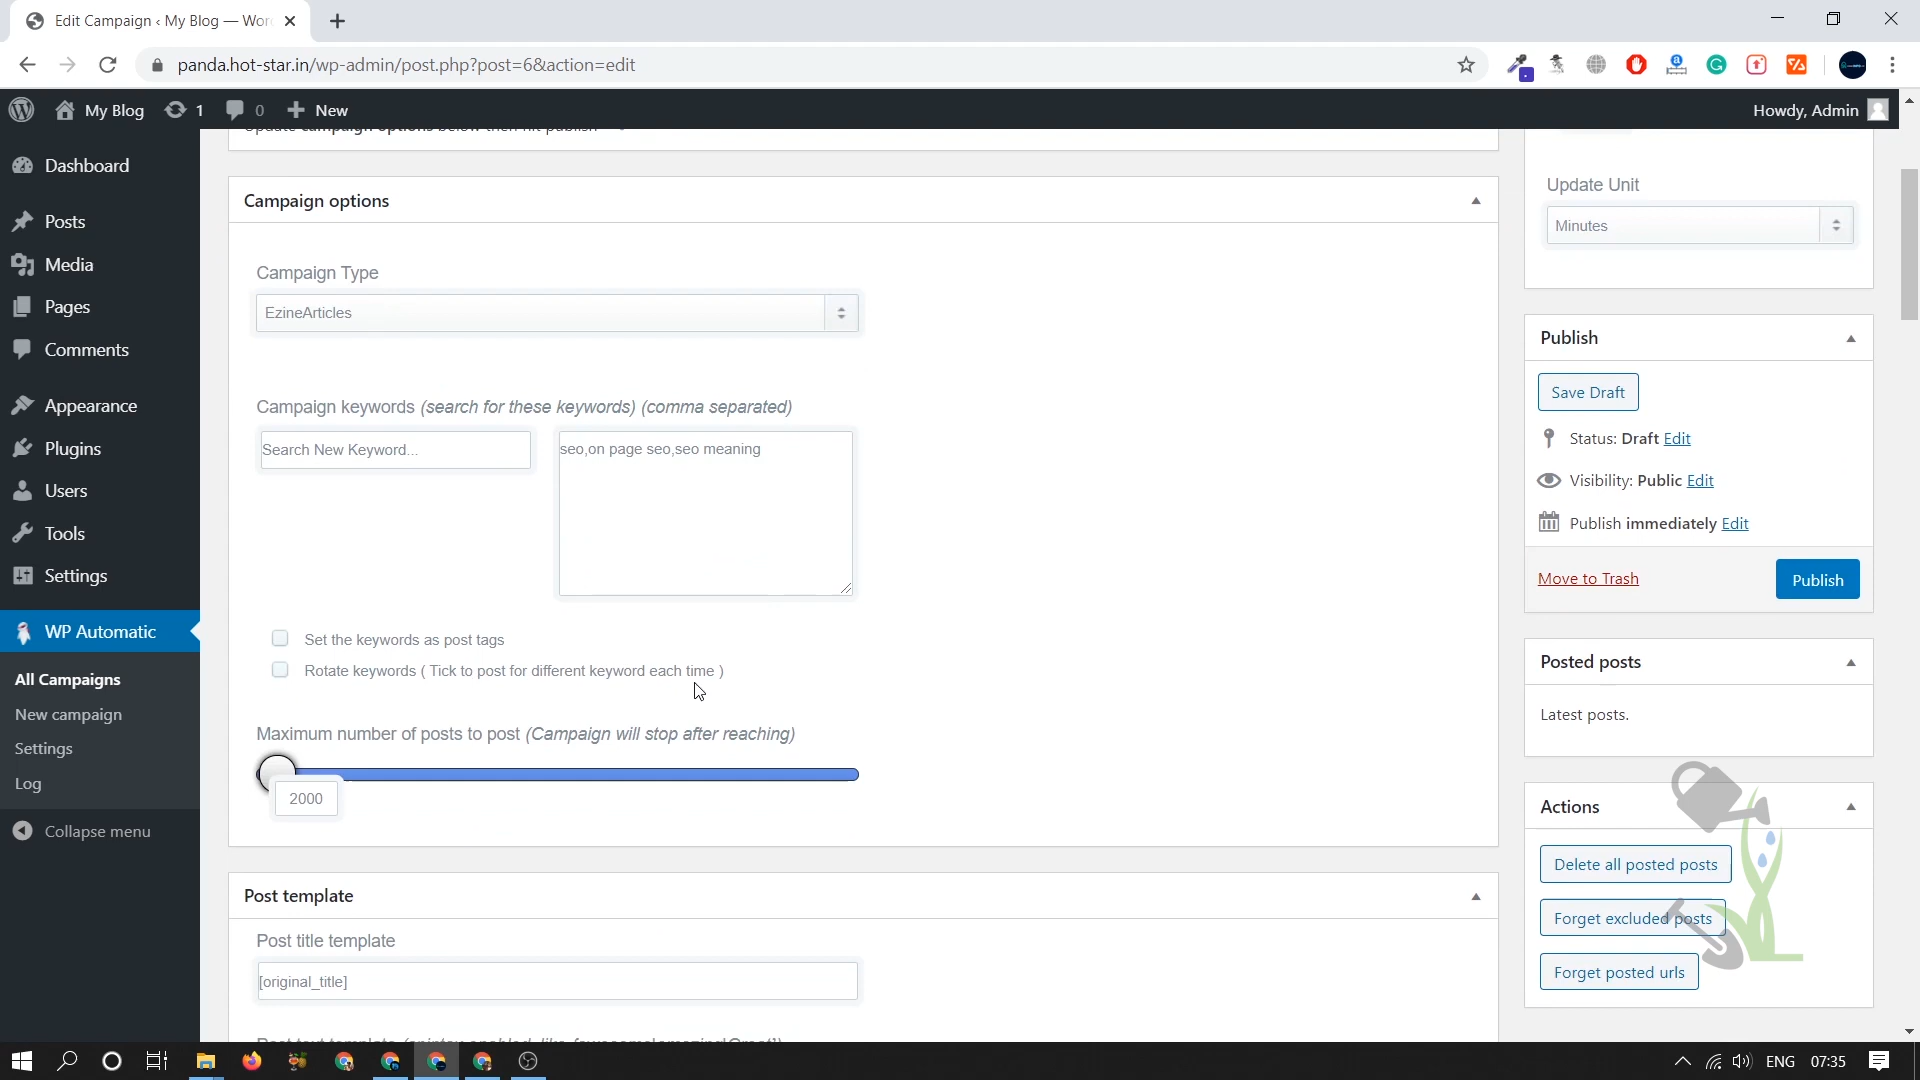 Edit Campaign ‹ My Blog — Wor
panda.hot-star.in/wp-admin/post.php?post=6&action=edit
My Blog
1
0
New
Howdy, Admin
Dashboard
Posts
Media
Pages
Comments
Appearance
Plugins
Users
Tools
Settings
WP Automatic
All Campaigns
New campaign
Settings
Log
Collapse menu
Update campaign options below then hit publish
Campaign options
Campaign Type
EzineArticles
Campaign keywords (search for these keywords) (comma separated)
Search New Keyword...
seo,on page seo,seo meaning
Set the keywords as post tags
Rotate keywords ( Tick to post for different keyword each time )
Maximum number of posts to post (Campaign will stop after reaching)
2000
Post template
Post title template
[original_title]
Update Unit
Minutes
Publish
Save Draft
Status: Draft Edit
Visibility: Public Edit
Publish immediately Edit
Move to Trash
Publish
Posted posts
Latest posts.
Actions
Delete all posted posts
Forget excluded posts
Forget posted urls
ENG
07:35